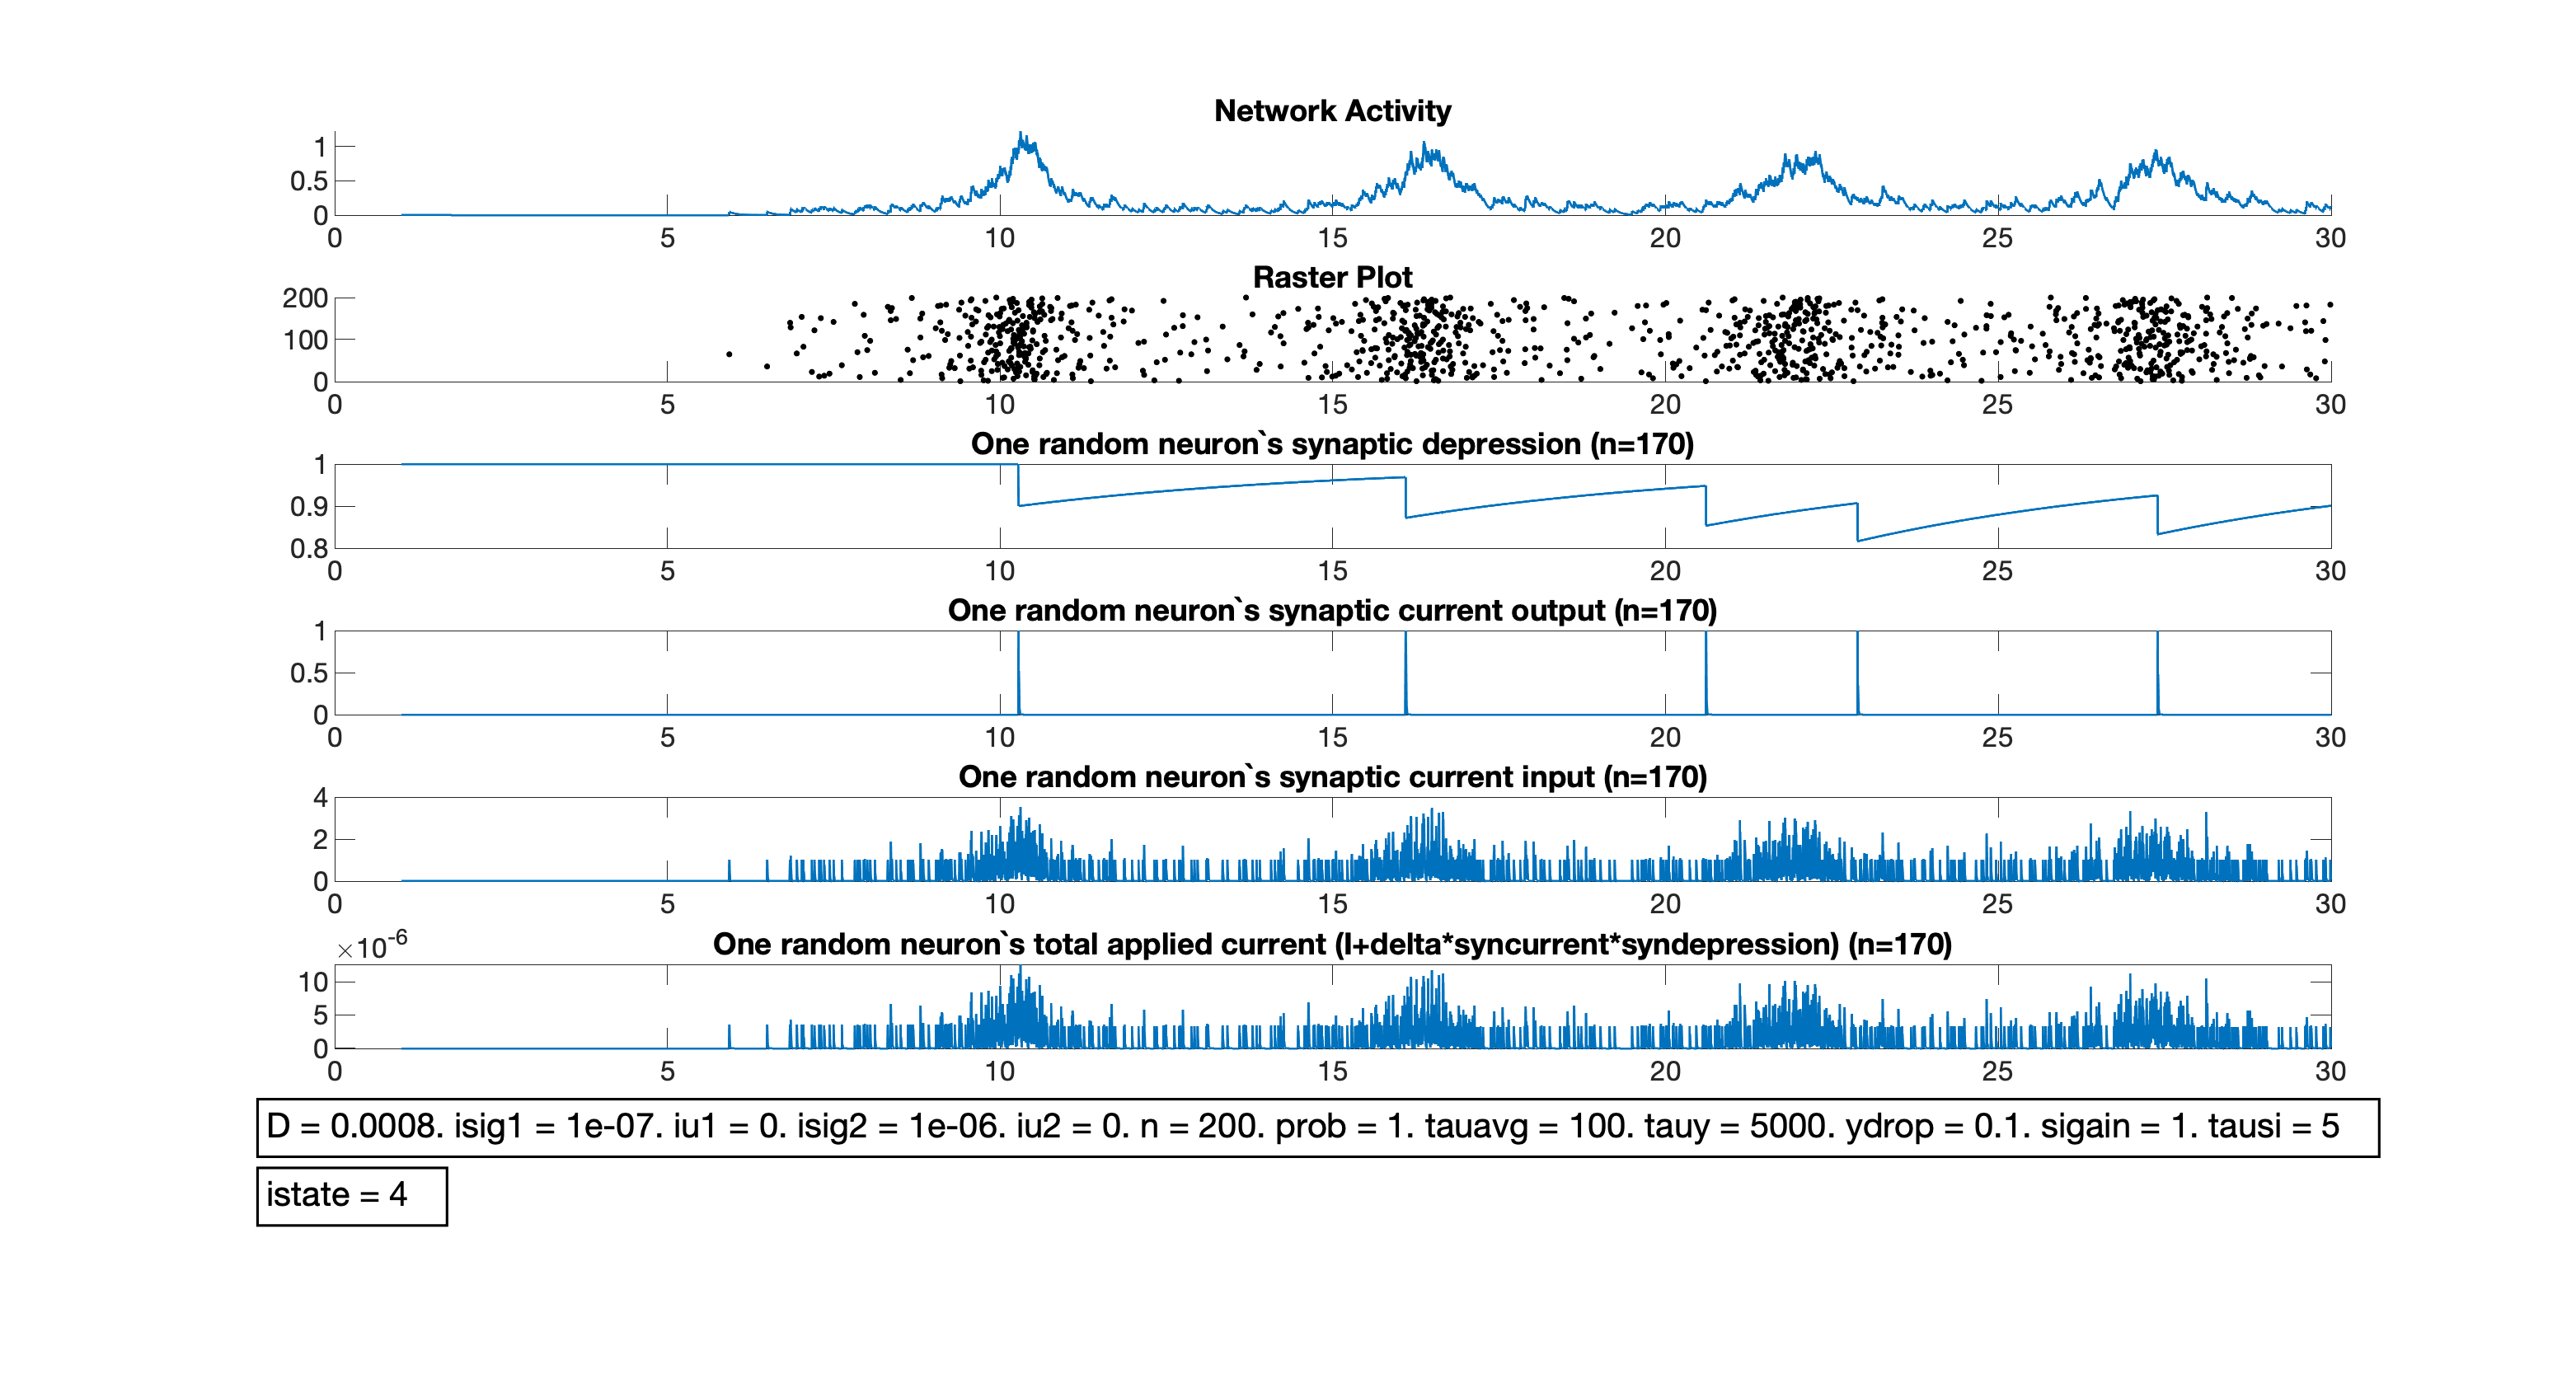 Network Activity
1
0.5
0
0 5 10 15 20 25 30
Raster Plot
200
100
0
0 5 10 15 20 25 30
One random neuron`s synaptic depression (n=170)
1
0.9
0.8
0 5 10 15 20 25 30
One random neuron`s synaptic current output (n=170)
1
0.5
0
0 5 10 15 20 25 30
One random neuron`s synaptic current input (n=170)
4
2
0
0 5 10 15 20 25 30
×10-6
One random neuron`s total applied current (I+delta*syncurrent*syndepression) (n=170)
10
5
0
0 5 10 15 20 25 30
D = 0.0008. isig1 = 1e-07. iu1 = 0. isig2 = 1e-06. iu2 = 0. n = 200. prob = 1. tauavg = 100. tauy = 5000. ydrop = 0.1. sigain = 1. tausi = 5
istate = 4